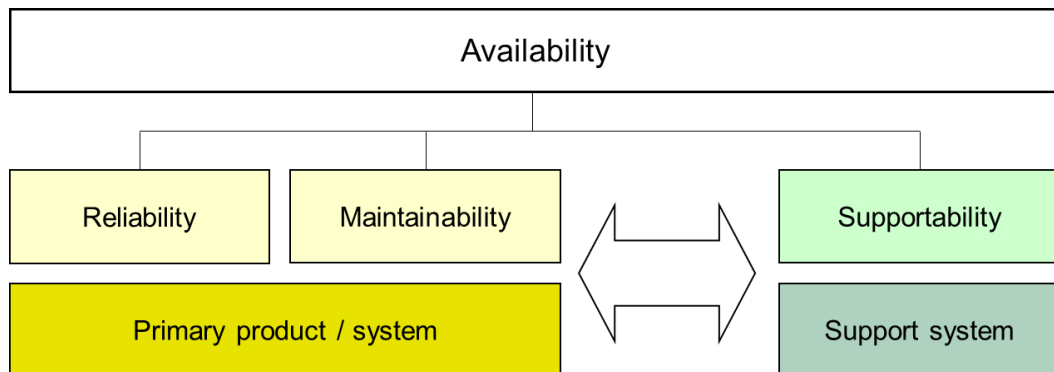 Availability
Reliability
Maintainability
Supportability
Primary product / system
Support system